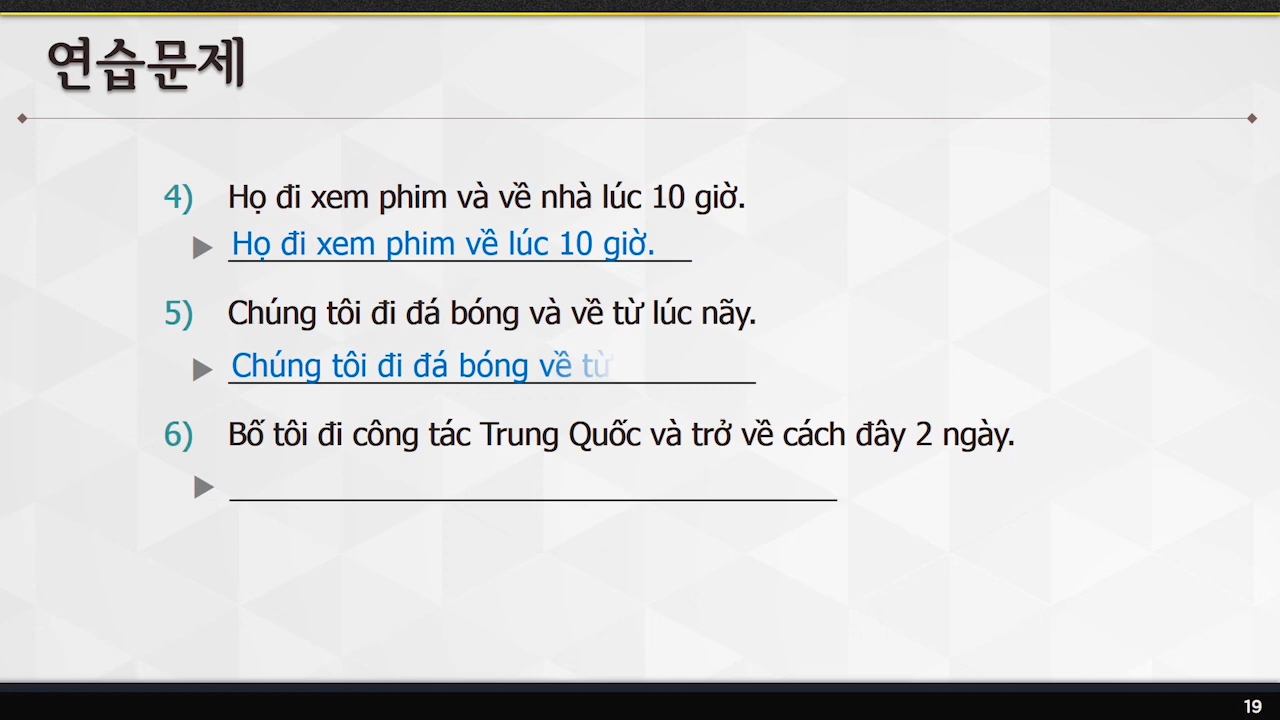 연습문제
4) Họ đi xem phim và về nhà lúc 10 giờ.
▶ Họ đi xem phim về lúc 10 giờ.
5) Chúng tôi đi đá bóng và về từ lúc nãy.
▶ Chúng tôi đi đá bóng về từ
6) Bố tôi đi công tác Trung Quốc và trở về cách đây 2 ngày.
▶
19